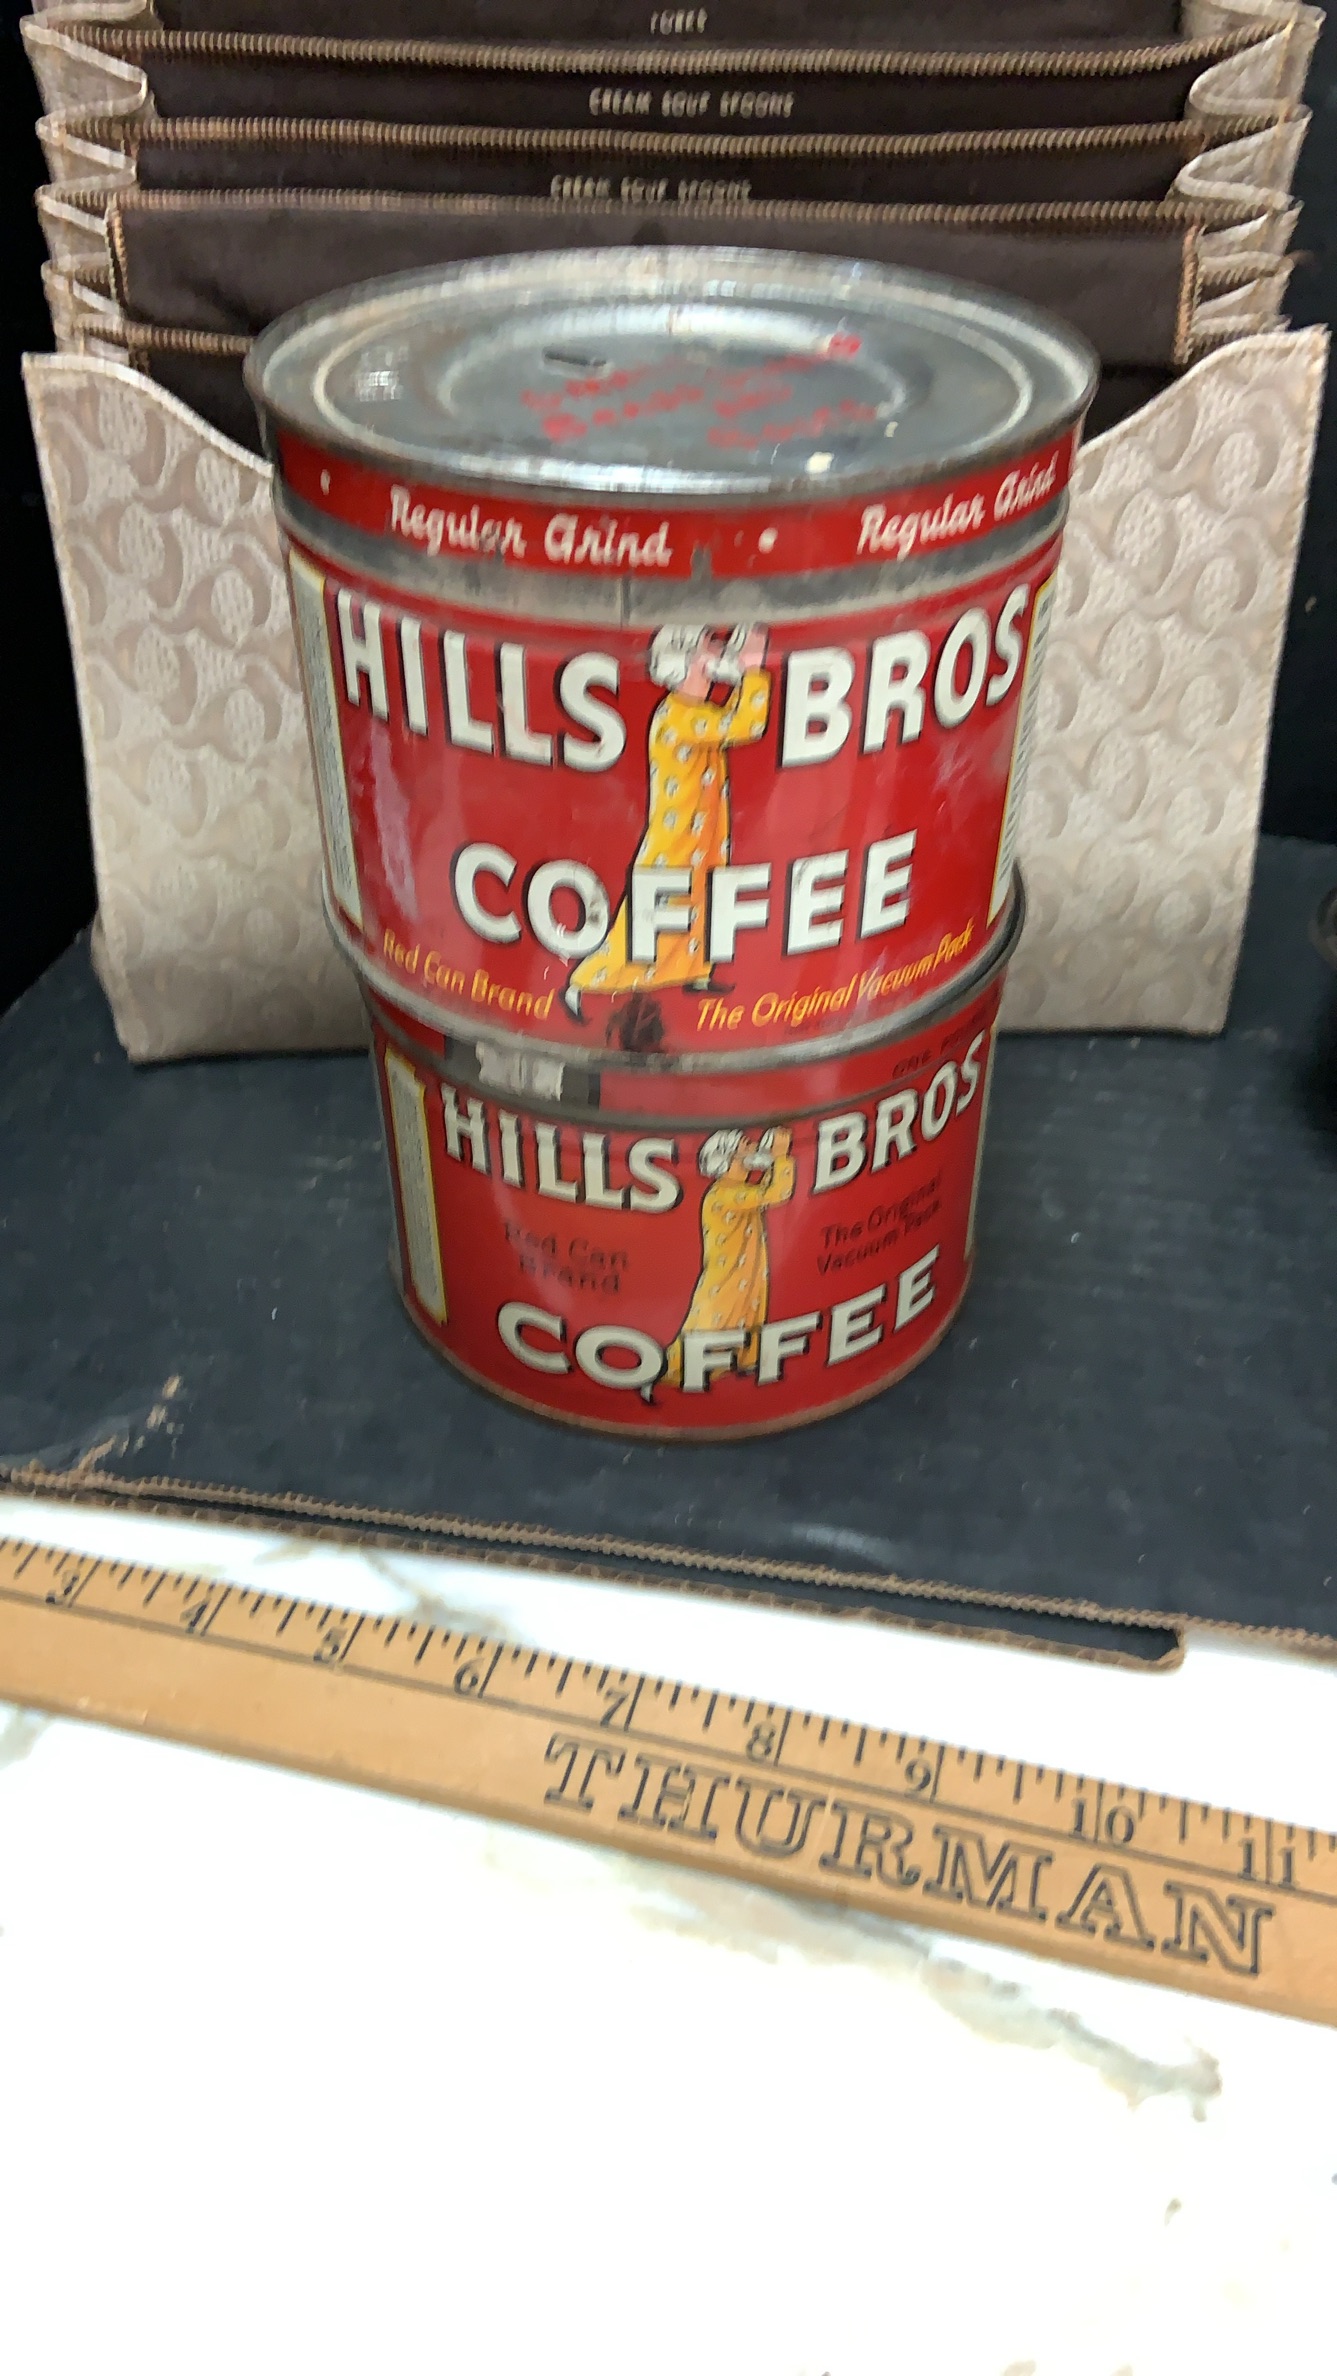 FORKS
CREAM SOUP SPOONS
CREAM SOUP SPOONS
Regular Grind • Regular Grind
HILLS BROS
COFFEE
Red Can Brand The Original Vacuum Pack
ONE
HILLS BROS
Red Can
Brand
The Original
Vacuum Pack
COFFEE
3 4 5 6 7 8 9 10 11
THURMAN